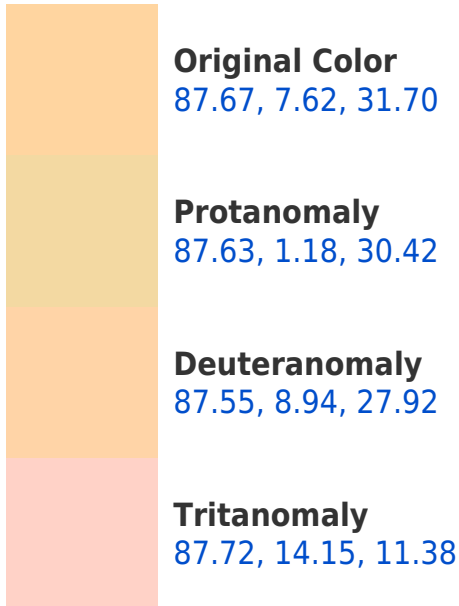 Original Color
87.67, 7.62, 31.70
Protanomaly
87.63, 1.18, 30.42
Deuteranomaly
87.55, 8.94, 27.92
Tritanomaly
87.72, 14.15, 11.38